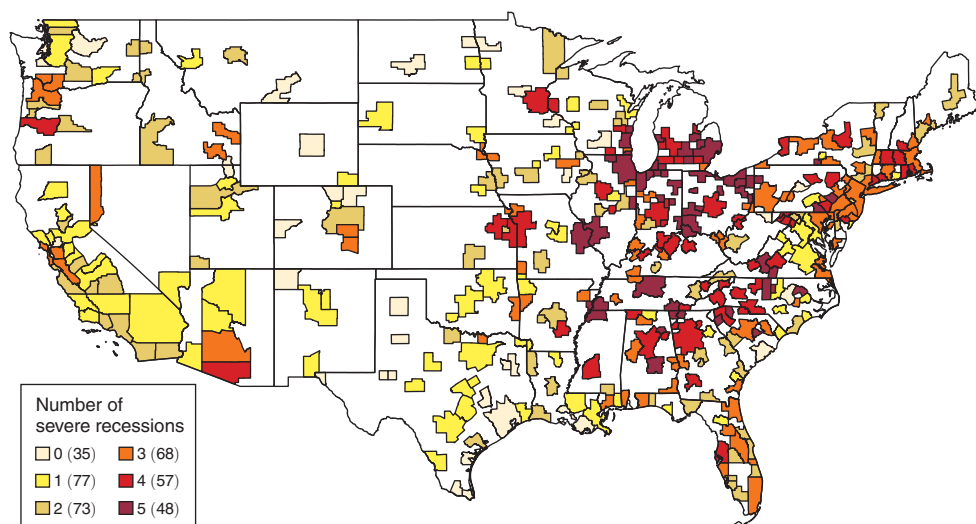 Number of
severe recessions
0 (35) 3 (68)
1 (77) 4 (57)
2 (73) 5 (48)